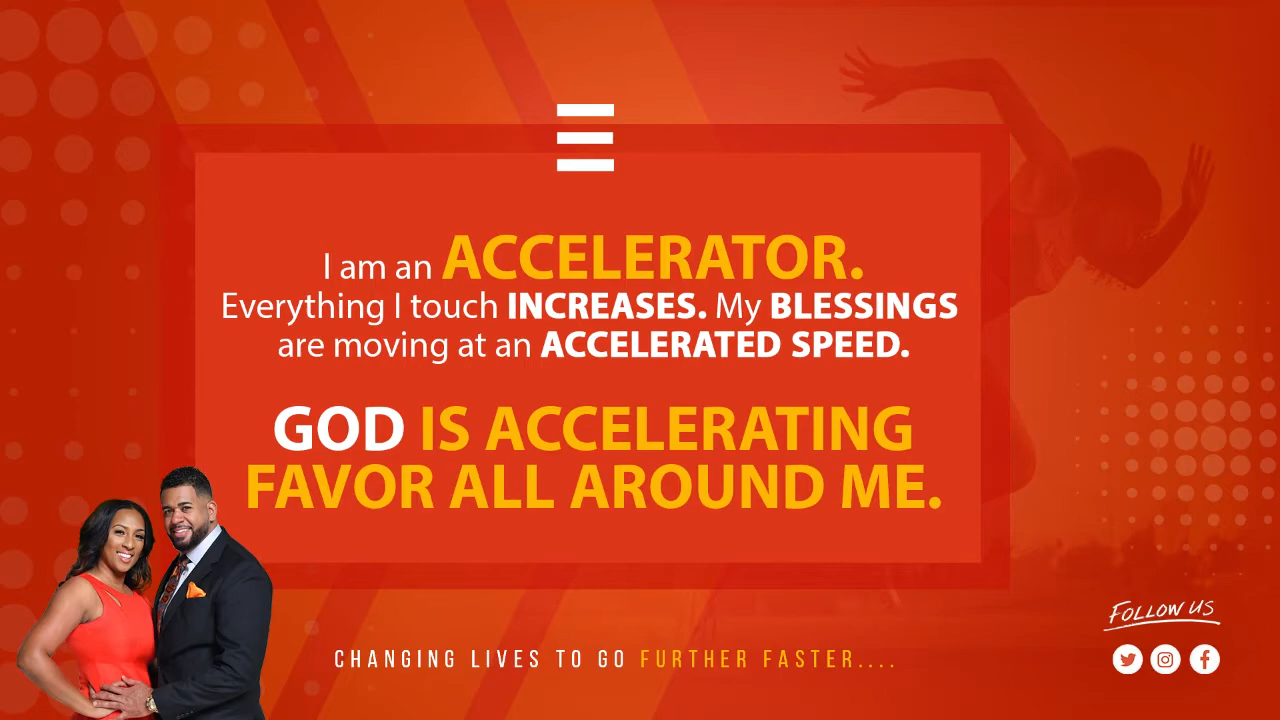 I am an ACCELERATOR.
Everything I touch INCREASES. My BLESSINGS
are moving at an ACCELERATED SPEED.
GOD IS ACCELERATING
FAVOR ALL AROUND ME.
FOLLOW US
CHANGING LIVES TO GO FURTHER FASTER....